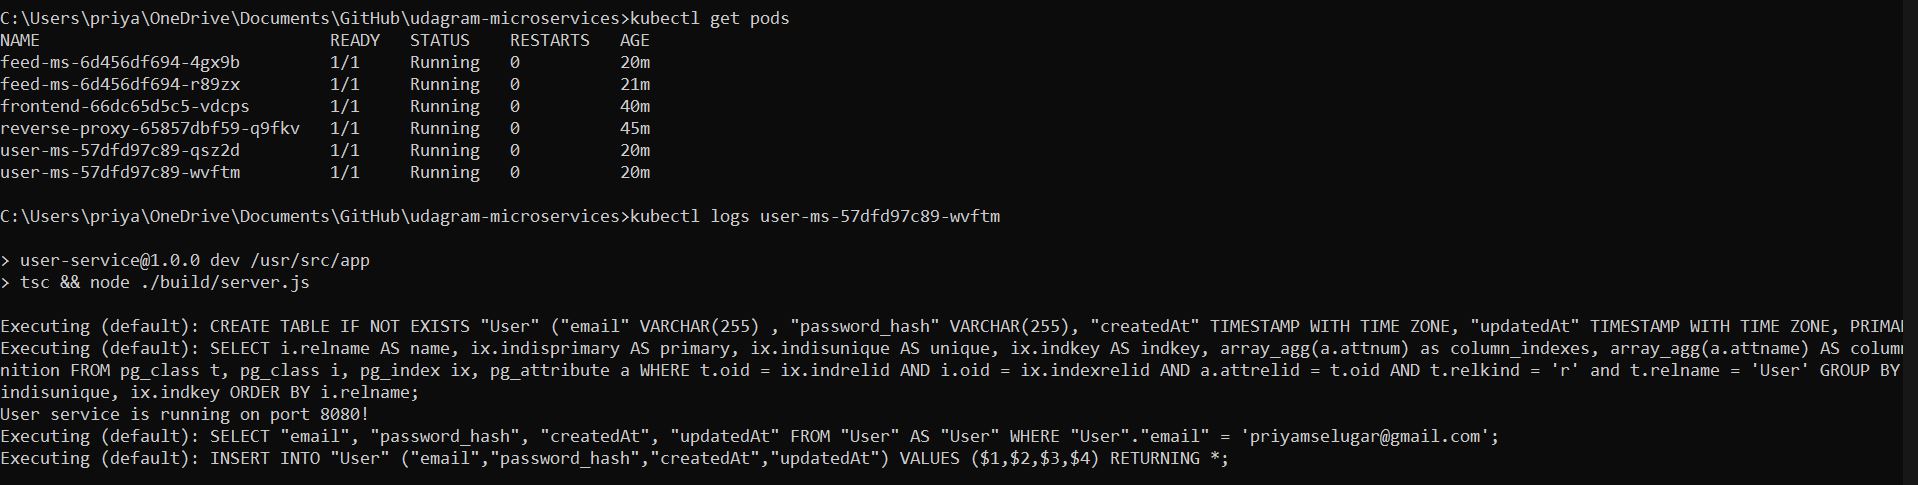 C:\Users\priya\OneDrive\Documents\GitHub\udagram-microservices>kubectl get pods
NAME                             READY   STATUS    RESTARTS   AGE
feed-ms-6d456df694-4gx9b         1/1     Running   0          20m
feed-ms-6d456df694-r89zx         1/1     Running   0          21m
frontend-66dc65d5c5-vdcps        1/1     Running   0          40m
reverse-proxy-65857dbf59-q9fkv   1/1     Running   0          45m
user-ms-57dfd97c89-qsz2d         1/1     Running   0          20m
user-ms-57dfd97c89-wvftm         1/1     Running   0          20m
C:\Users\priya\OneDrive\Documents\GitHub\udagram-microservices>kubectl logs user-ms-57dfd97c89-wvftm
> user-service@1.0.0 dev /usr/src/app
> tsc && node ./build/server.js
Executing (default): CREATE TABLE IF NOT EXISTS "User" ("email" VARCHAR(255) , "password_hash" VARCHAR(255), "createdAt" TIMESTAMP WITH TIME ZONE, "updatedAt" TIMESTAMP WITH TIME ZONE, PRIMA
Executing (default): SELECT i.relname AS name, ix.indisprimary AS primary, ix.indisunique AS unique, ix.indkey AS indkey, array_agg(a.attnum) as column_indexes, array_agg(a.attname) AS colum
nition FROM pg_class t, pg_class i, pg_index ix, pg_attribute a WHERE t.oid = ix.indrelid AND i.oid = ix.indexrelid AND a.attrelid = t.oid AND t.relkind = 'r' and t.relname = 'User' GROUP BY
indisunique, ix.indkey ORDER BY i.relname;
User service is running on port 8080!
Executing (default): SELECT "email", "password_hash", "createdAt", "updatedAt" FROM "User" AS "User" WHERE "User"."email" = 'priyamselugar@gmail.com';
Executing (default): INSERT INTO "User" ("email","password_hash","createdAt","updatedAt") VALUES ($1,$2,$3,$4) RETURNING *;